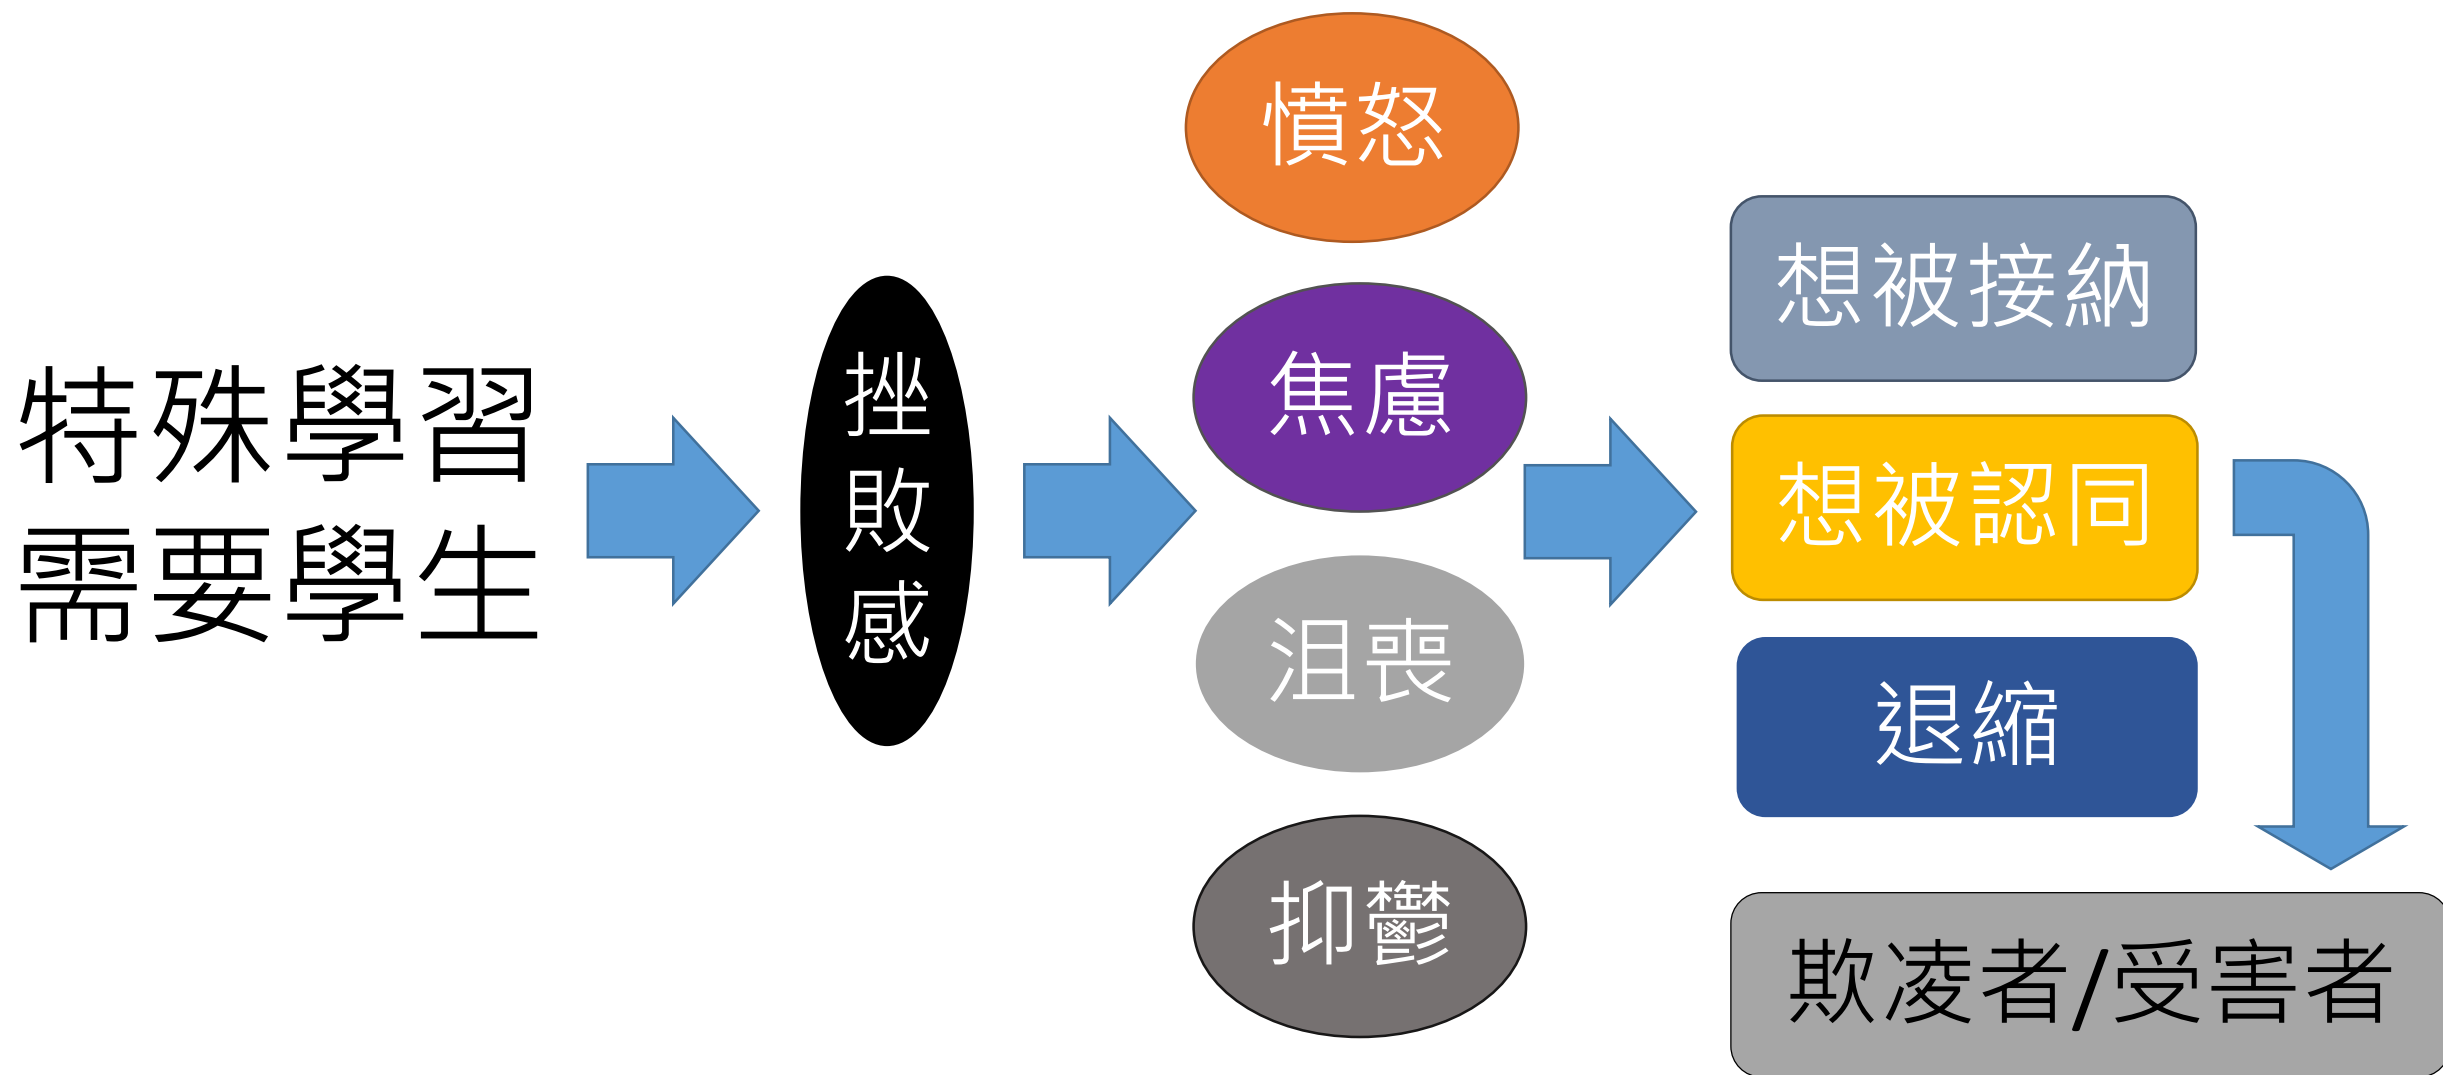 特殊學習
需要學生
挫
敗
感
憤怒
焦慮
沮喪
抑鬱
想被接納
想被認同
退縮
欺凌者/受害者